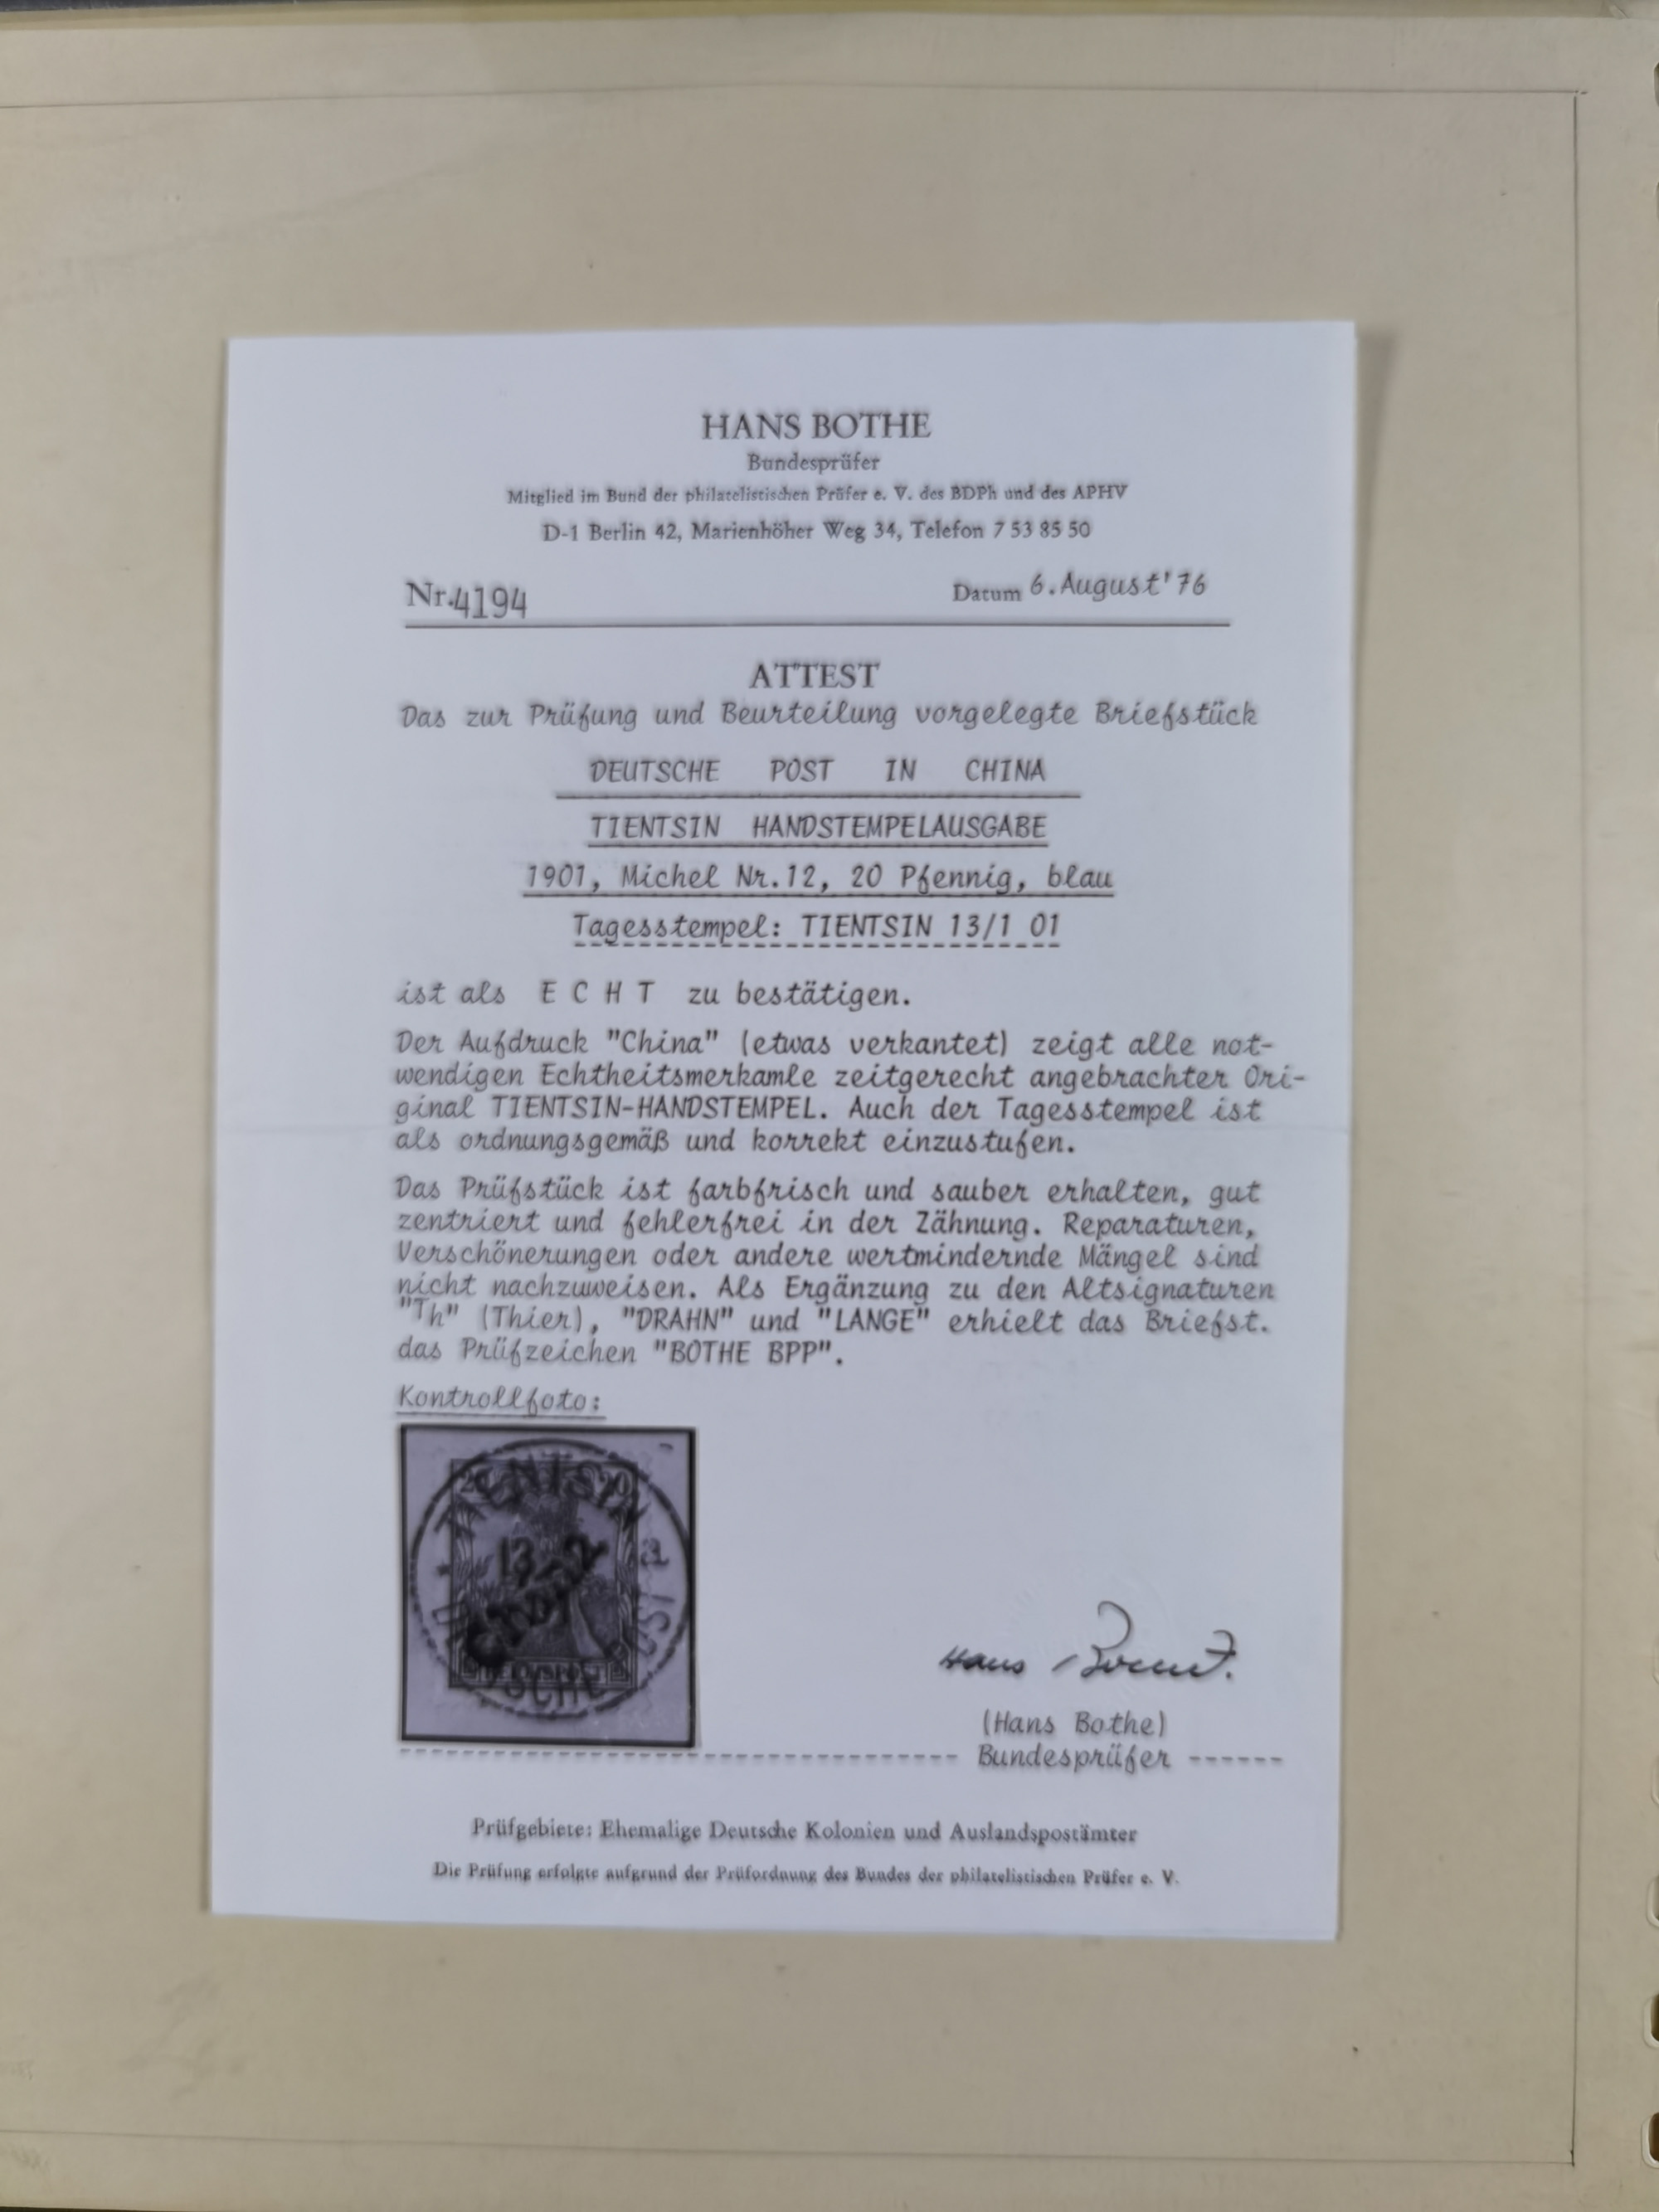 HANS BOTHE
Bundesprüfer
Mitglied im Bund der philatelistischen Prüfer e. V. des BDPh und des APHV
D-1 Berlin 42, Marienhöher Weg 34, Telefon 7 53 85 50
Nr. 4194
Datum 6. August '76
ATTEST
Das zur Prüfung und Beurteilung vorgelegte Briefstück
DEUTSCHE POST IN CHINA
TIENTSIN HANDSTEMPELAUSGABE
1901, Michel Nr.12, 20 Pfennig, blau
Tagesstempel: TIENTSIN 13/1 01
ist als E C H T zu bestätigen.
Der Aufdruck "China" (etwas verkantet) zeigt alle not-
wendigen Echtheitsmerkamle zeitgerecht angebrachter Ori-
ginal TIENTSIN-HANDSTEMPEL. Auch der Tagesstempel ist
als ordnungsgemäß und korrekt einzustufen.
Das Prüfstück ist farbfrisch und sauber erhalten, gut
zentriert und fehlerfrei in der Zähnung. Reparaturen,
Verschönerungen oder andere wertmindernde Mängel sind
nicht nachzuweisen. Als Ergänzung zu den Altsignaturen
"Th" (Thier), "DRAHN" und "LANGE" erhielt das Briefst.
das Prüfzeichen "BOTHE BPP".
Kontrollfoto:
TIENTSIN
China
REICHSPOST
Hans Bothe
(Hans Bothe)
Bundesprüfer
Prüfgebiete: Ehemalige Deutsche Kolonien und Auslandspostämter
Die Prüfung erfolgte aufgrund der Prüfordnung des Bundes der philatelistischen Prüfer e. V.